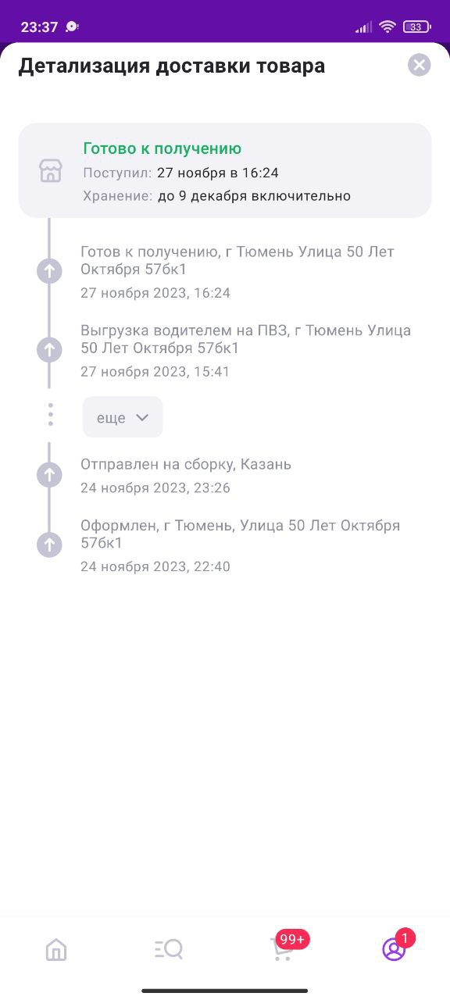 23:37
33
Детализация доставки товара
Готово к получению
Поступил: 27 ноября в 16:24
Хранение: до 9 декабря включительно
Готов к получению, г Тюмень Улица 50 Лет
Октября 57бк1
27 ноября 2023, 16:24
Выгрузка водителем на ПВЗ, г Тюмень Улица
50 Лет Октября 57бк1
27 ноября 2023, 15:41
еще
Отправлен на сборку, Казань
24 ноября 2023, 23:26
Оформлен, г Тюмень, Улица 50 Лет Октября
57бк1
24 ноября 2023, 22:40
99+
1